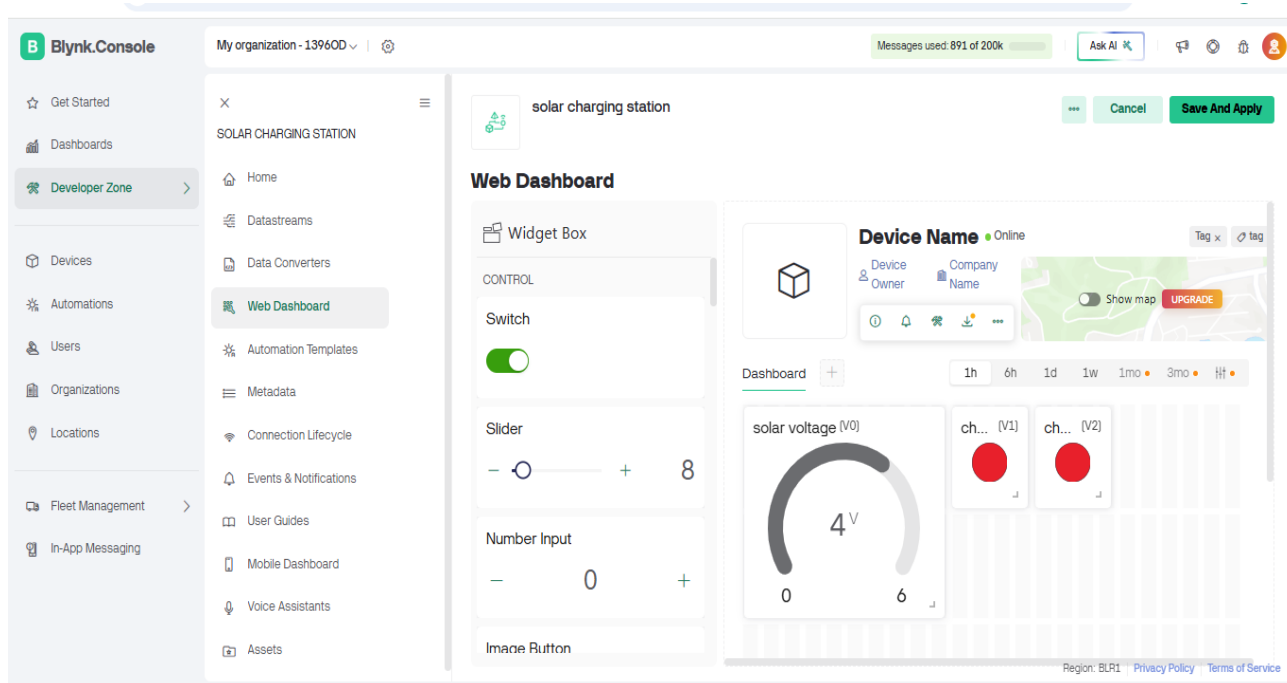 B Blynk.Console
My organization - 1396OD
Messages used: 891 of 200k
Ask AI
Get Started
Dashboards
Developer Zone
Devices
Automations
Users
Organizations
Locations
Fleet Management
In-App Messaging
SOLAR CHARGING STATION
Home
Datastreams
Data Converters
Web Dashboard
Automation Templates
Metadata
Connection Lifecycle
Events & Notifications
User Guides
Mobile Dashboard
Voice Assistants
Assets
solar charging station
Cancel
Save And Apply
Web Dashboard
Widget Box
CONTROL
Switch
Slider
− + 8
Number Input
− 0 +
Image Button
Device Name Online
Tag x tag
Device Owner
Company Name
Show map UPGRADE
Dashboard +
1h 6h 1d 1w 1mo 3mo
solar voltage (V0)
4 V
0 6
ch... (V1)
ch... (V2)
Region: BLR1 Privacy Policy Terms of Service